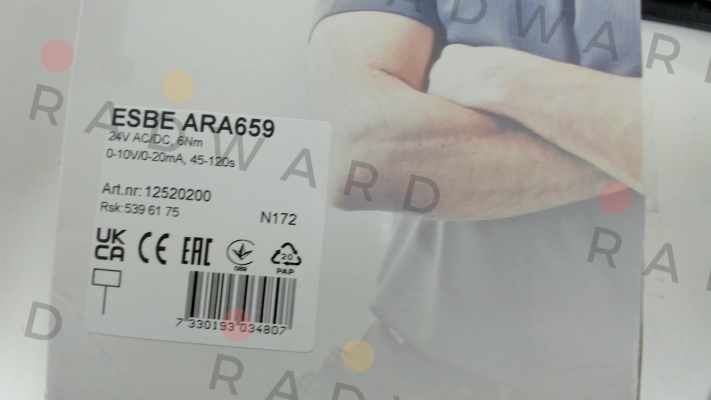 ESBE ARA659
24V AC/DC, 6Nm
0-10V/0-20mA, 45-120s
Art.nr: 12520200
Rsk: 539 61 75
N172
UK
CA
CE
EAC
089
20
PAP
7 330193 034807
RADWARD
RADWARD
RA
D
RAD